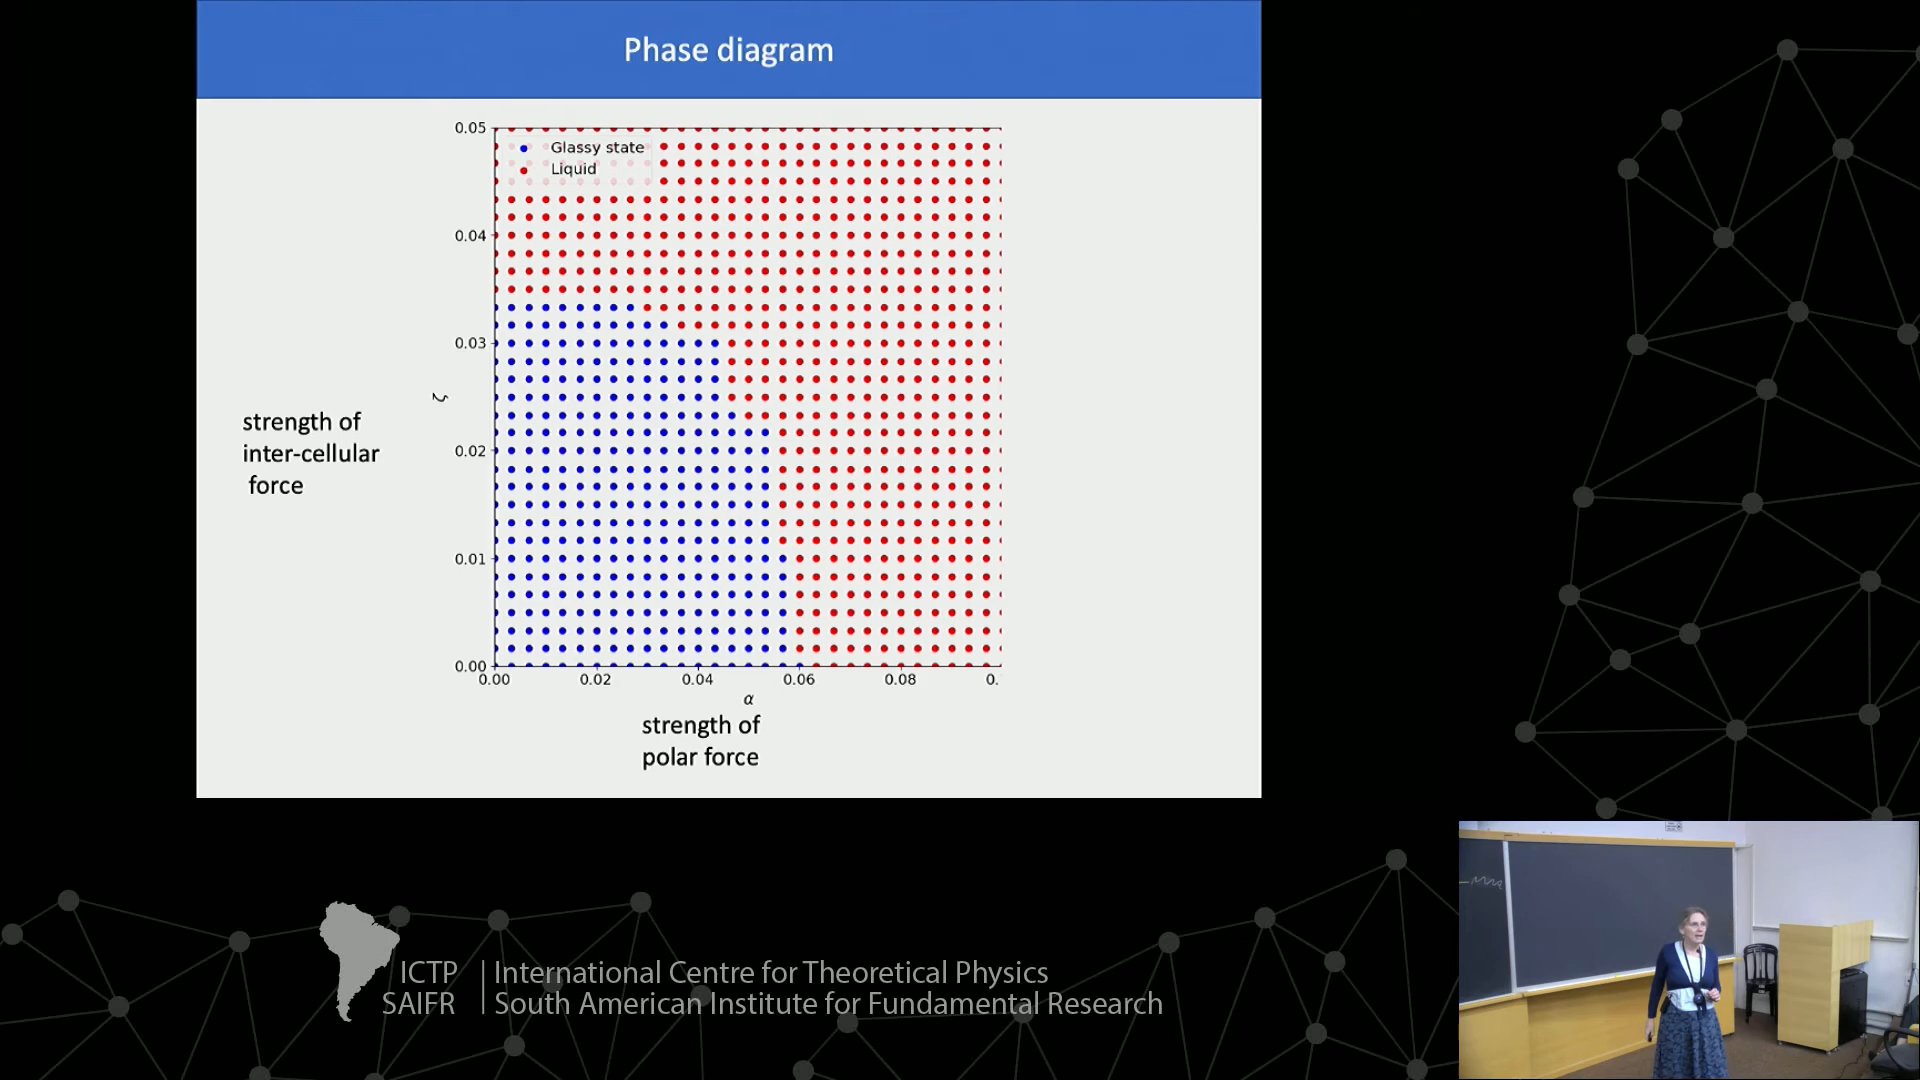 Phase diagram
0.05
Glassy state
Liquid
0.04
0.03
ζ
strength of
inter-cellular
force
0.02
0.01
0.00
0.00 0.02 0.04 0.06 0.08 0.
α
strength of
polar force
ICTP
SAIFR
International Centre for Theoretical Physics
South American Institute for Fundamental Research